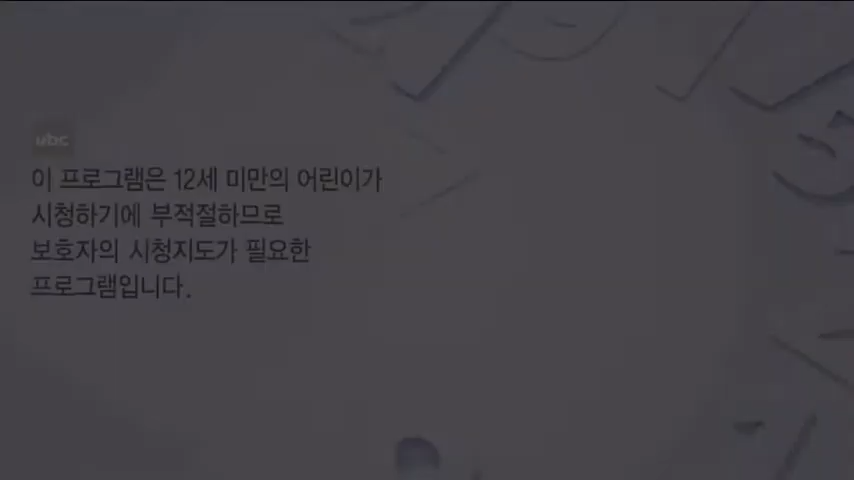 ubc
이 프로그램은 12세 미만의 어린이가
시청하기에 부적절하므로
보호자의 시청지도가 필요한
프로그램입니다.